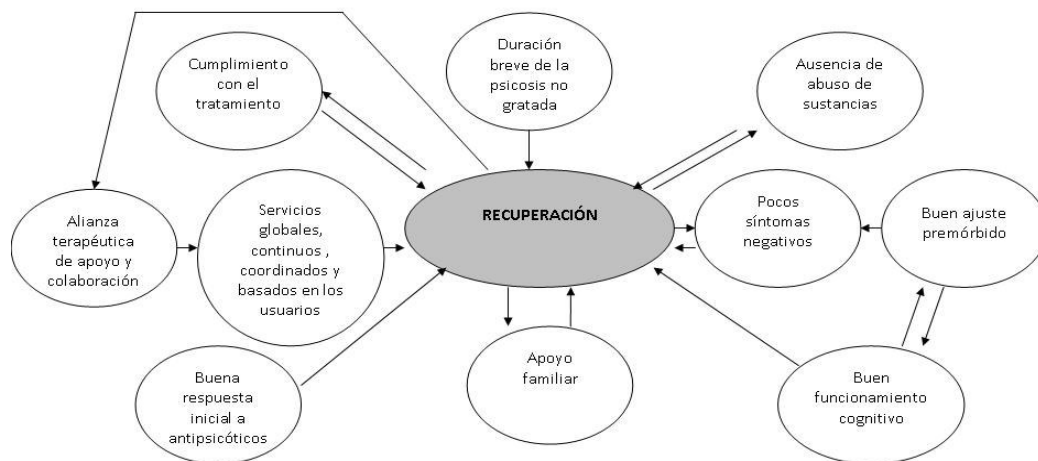 Cumplimiento
con el
tratamiento
Duración
breve de la
psicosis no
gratada
Ausencia de
abuso de
sustancias
Alianza
terapéutica
de apoyo y
colaboración
Servicios
globales,
continuos ,
coordinados y
basados en los
usuarios
RECUPERACIÓN
Pocos
síntomas
negativos
Buen ajuste
premórbido
Buena
respuesta
inicial a
antipsicóticos
Apoyo
familiar
Buen
funcionamiento
cognitivo